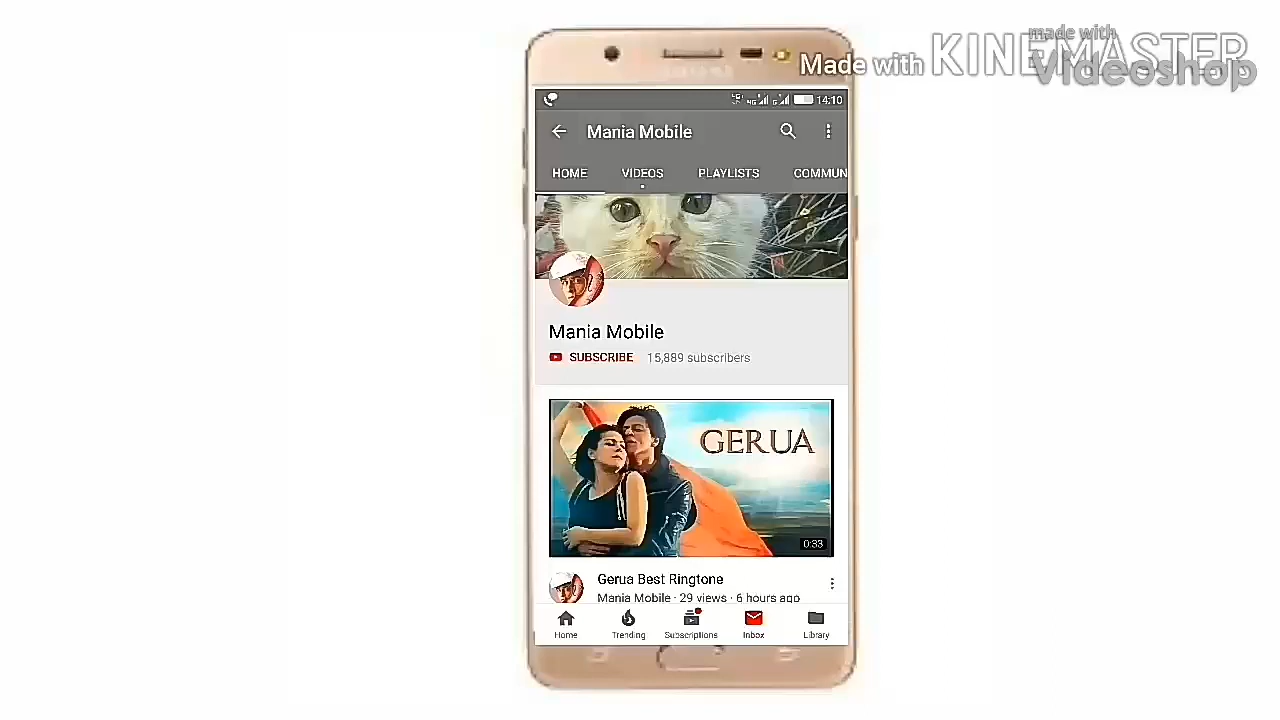 made with
Made with KINEMASTER
Videoshop
14:10
Mania Mobile
HOME VIDEOS PLAYLISTS COMMUN
Mania Mobile
SUBSCRIBE 15,889 subscribers
GERUA
0:33
Gerua Best Ringtone
Mania Mobile · 29 views · 6 hours ago
Home Trending Subscriptions Inbox Library